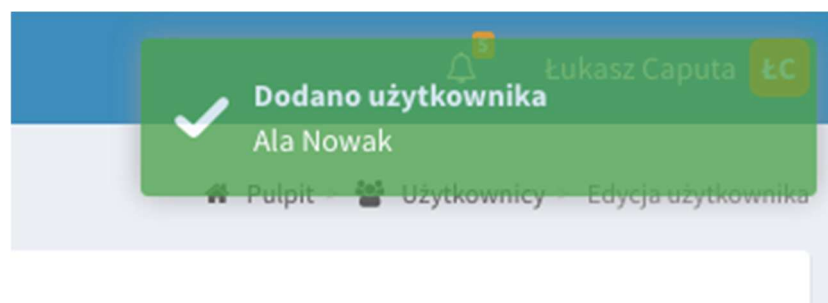 5
Łukasz Caputa ŁC
Dodano użytkownika
Ala Nowak
Pulpit > Użytkownicy > Edycja użytkownika